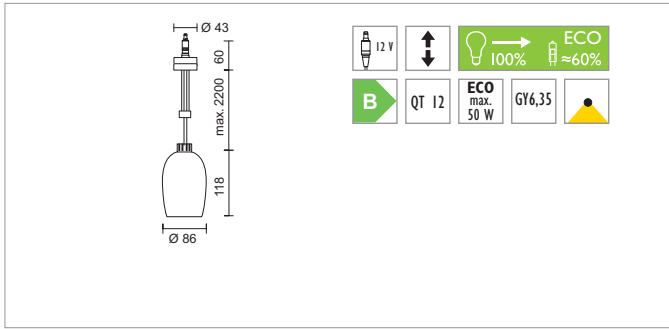 Ø 43
60
max. 2200
118
Ø 86
12 V
100%
ECO
≈60%
B
QT 12
ECO
max.
50 W
GY6,35